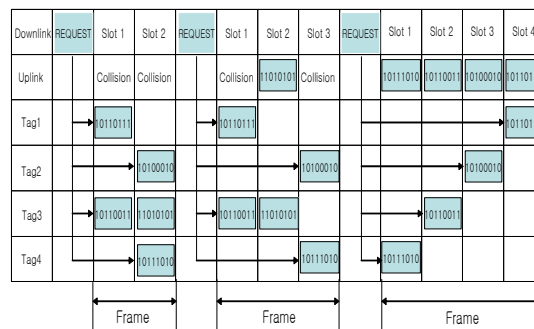 Downlink REQUEST Slot 1 Slot 2 REQUEST Slot 1 Slot 2 Slot 3 REQUEST Slot 1 Slot 2 Slot 3 Slot 4
Uplink Collision Collision Collision 11010101 Collision 10111010 10110011 10100010 101101
Tag1 10110111 10110111 101101
Tag2 10100010 10100010 10100010
Tag3 10110011 11010101 10110011 11010101 10110011
Tag4 10111010 10111010 10111010
Frame Frame Frame